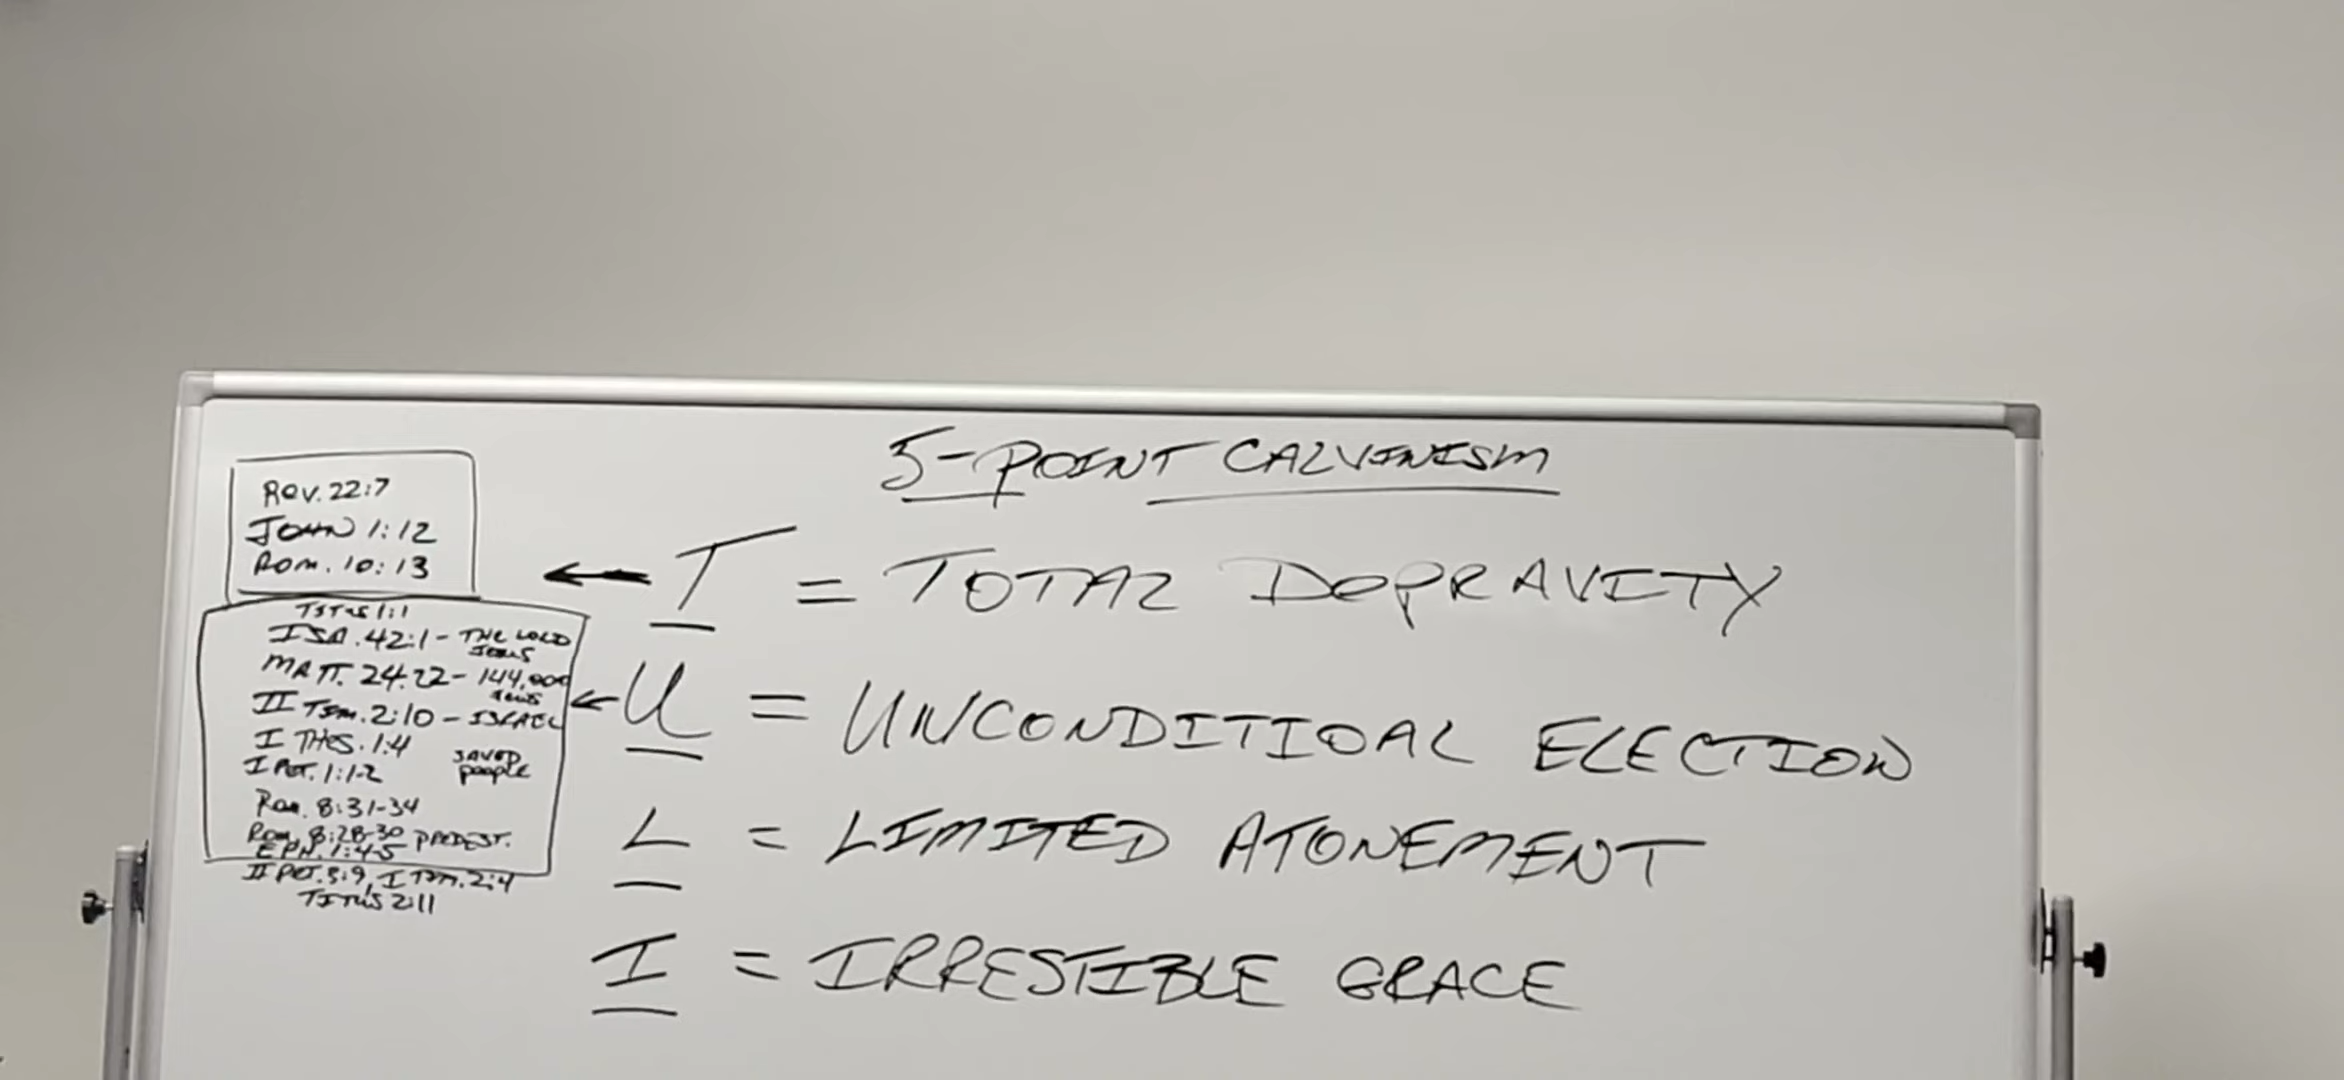 5-POINT CALVINISM
Rev. 22:7
JOHN 1:12
Rom. 10:13
T = TOTAL DEPRAVITY
TITUS 1:1
ISA. 42:1 - THE LORD
JESUS
MATT. 24:22 - 144,000
JEWS
II TIM. 2:10 - ISRAEL
I THES. 1:4 SAVED
I PET. 1:1-2 people
Rom. 8:31-34
Rom. 8:28-30 PREDEST.
EPH. 1:4-5
II PET. 3:9, I TIM. 2:4
TITUS 2:11
U = UNCONDITIOAL ELECTION
L = LIMITED ATONEMENT
I = IRRESTIBLE GRACE